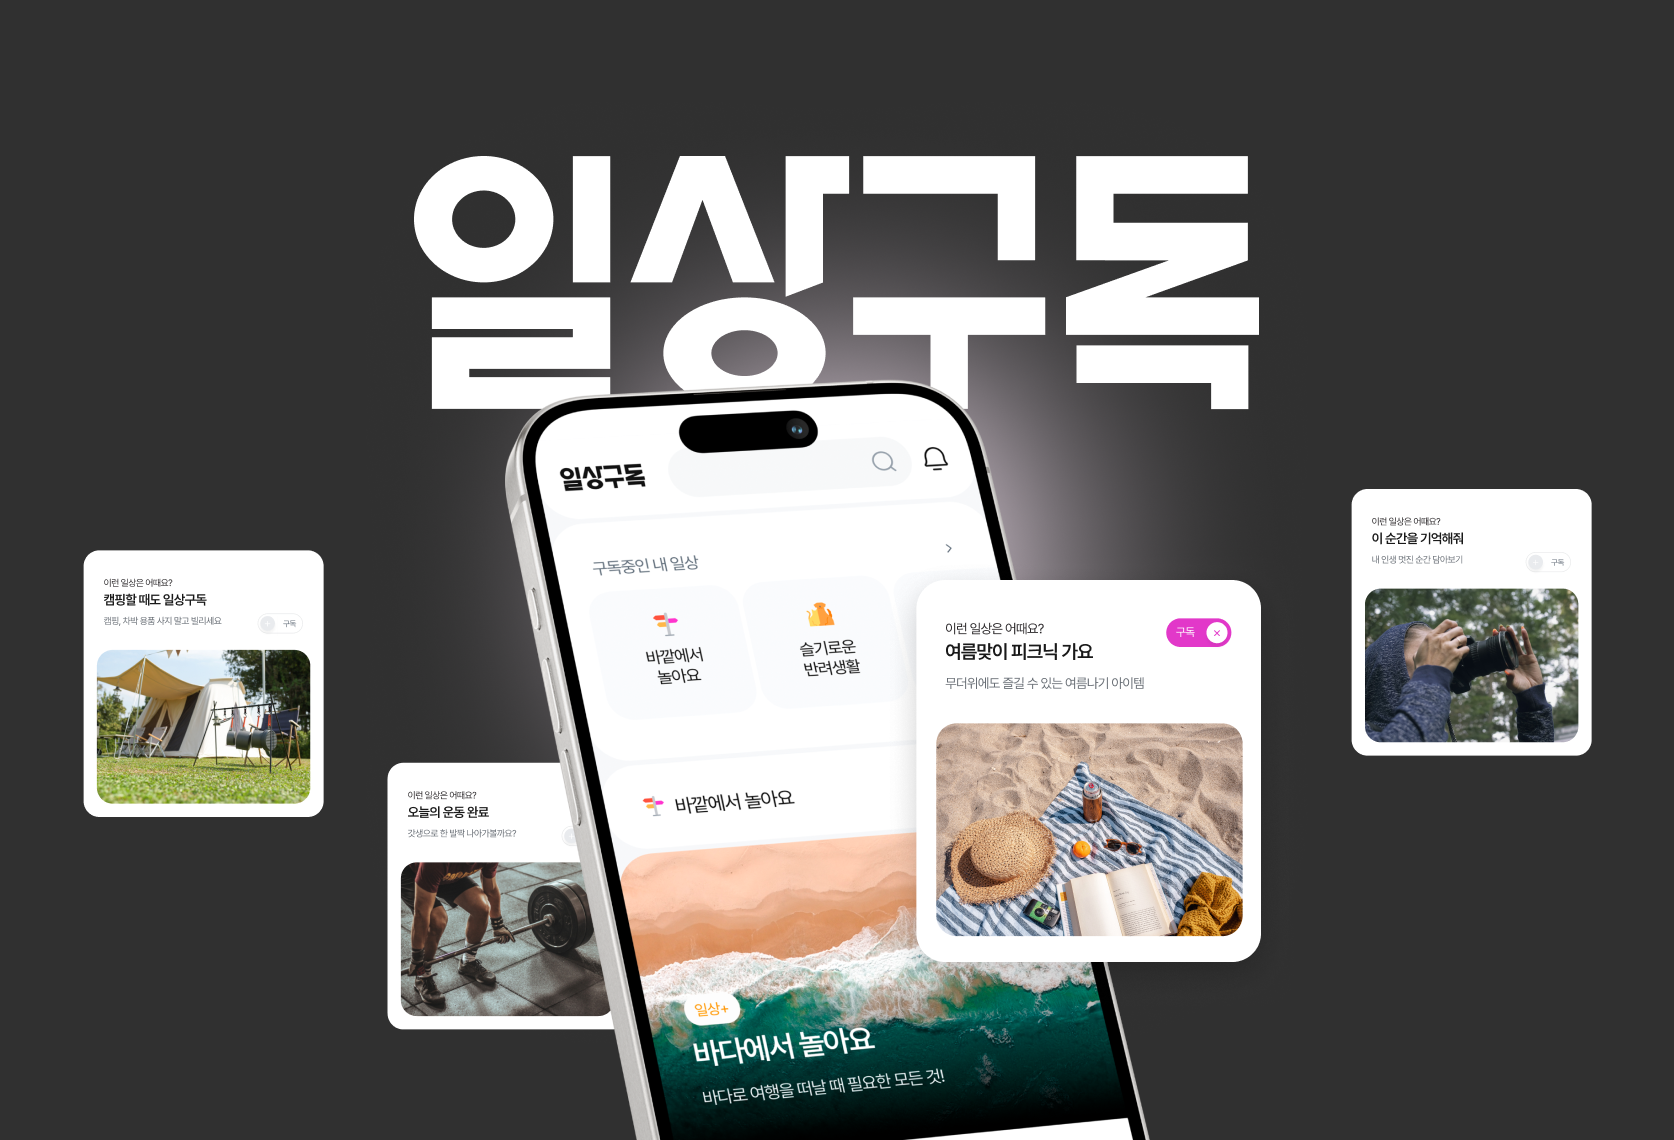 일상구독
일상구독
구독중인 내 일상
바깥에서
놀아요
슬기로운
반려생활
바깥에서 놀아요
일상+
바다에서 놀아요
바다로 여행을 떠날 때 필요한 모든 것!
이런 일상은 어때요?
캠핑할 때도 일상구독
캠핑, 차박 용품 사지 말고 빌리세요
구독
이런 일상은 어때요?
오늘의 운동 완료
갓생으로 한 발짝 나아가볼까요?
이런 일상은 어때요?
여름맞이 피크닉 가요
무더위에도 즐길 수 있는 여름나기 아이템
구독
이런 일상은 어때요?
이 순간을 기억해줘
내 인생 멋진 순간 담아보기
구독